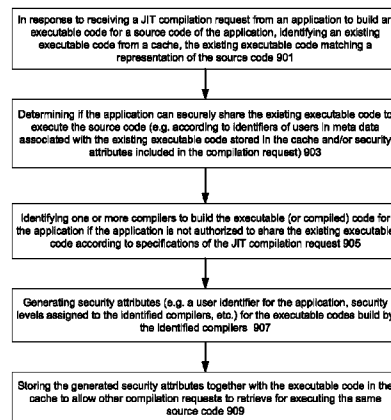 In response to receiving a JIT compilation request from an application to build an
executable code for a source code of the application, identifying an existing
executable code from a cache, the existing executable code matching a
representation of the source code 901
Determining if the application can securely share the existing executable code to
execute the source code (e.g. according to identifiers of users in meta data
associated with the existing executable code stored in the cache and/or security
attributes included in the compilation request) 903
Identifying one or more compilers to build the executable (or compiled) code for
the application if the application is not authorized to share the existing executable
code according to specifications of the JIT compilation request 905
Generating security attributes (e.g. a user identifier for the application, security
levels assigned to the identified compilers, etc.) for the executable codes build by
the identified compilers 907
Storing the generated security attributes together with the executable code in the
cache to allow other compilation requests to retrieve for executing the same
source code 909